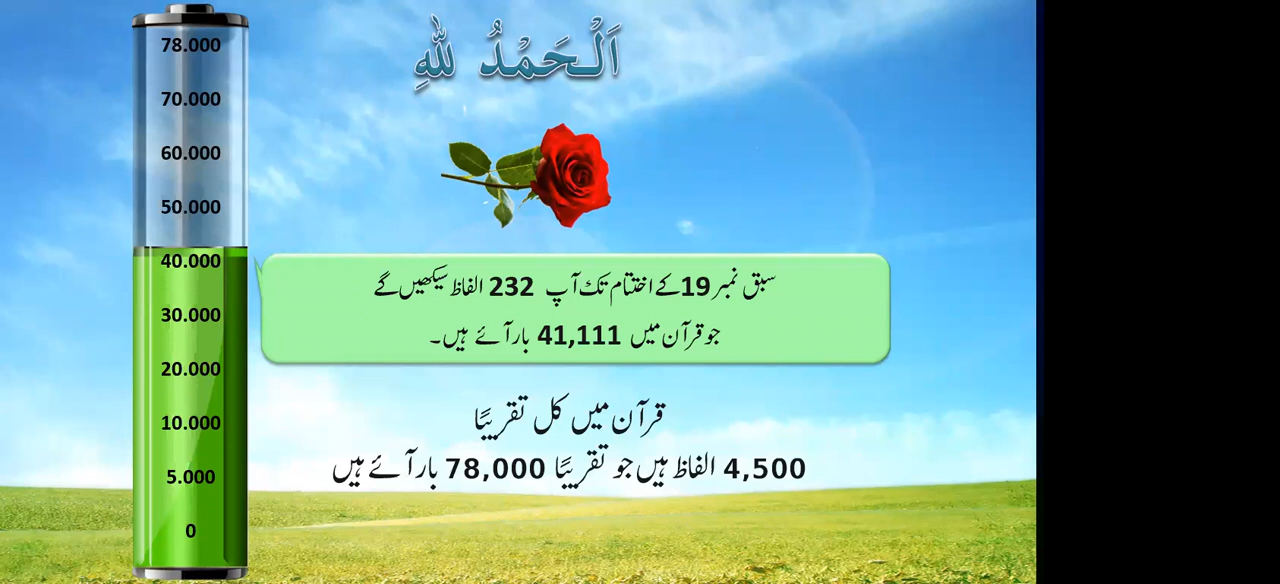 78.000
70.000
60.000
50.000
40.000
30.000
20.000
10.000
5.000
0
اَلْحَمْدُ لِلّٰهِ
سبق نمبر 19 کے اختتام تک آپ 232 الفاظ سیکھیں گے
جو قرآن میں 41,111 بار آئے ہیں۔
قرآن میں کل تقریبًا
4,500 الفاظ ہیں جو تقریبًا 78,000 بار آئے ہیں